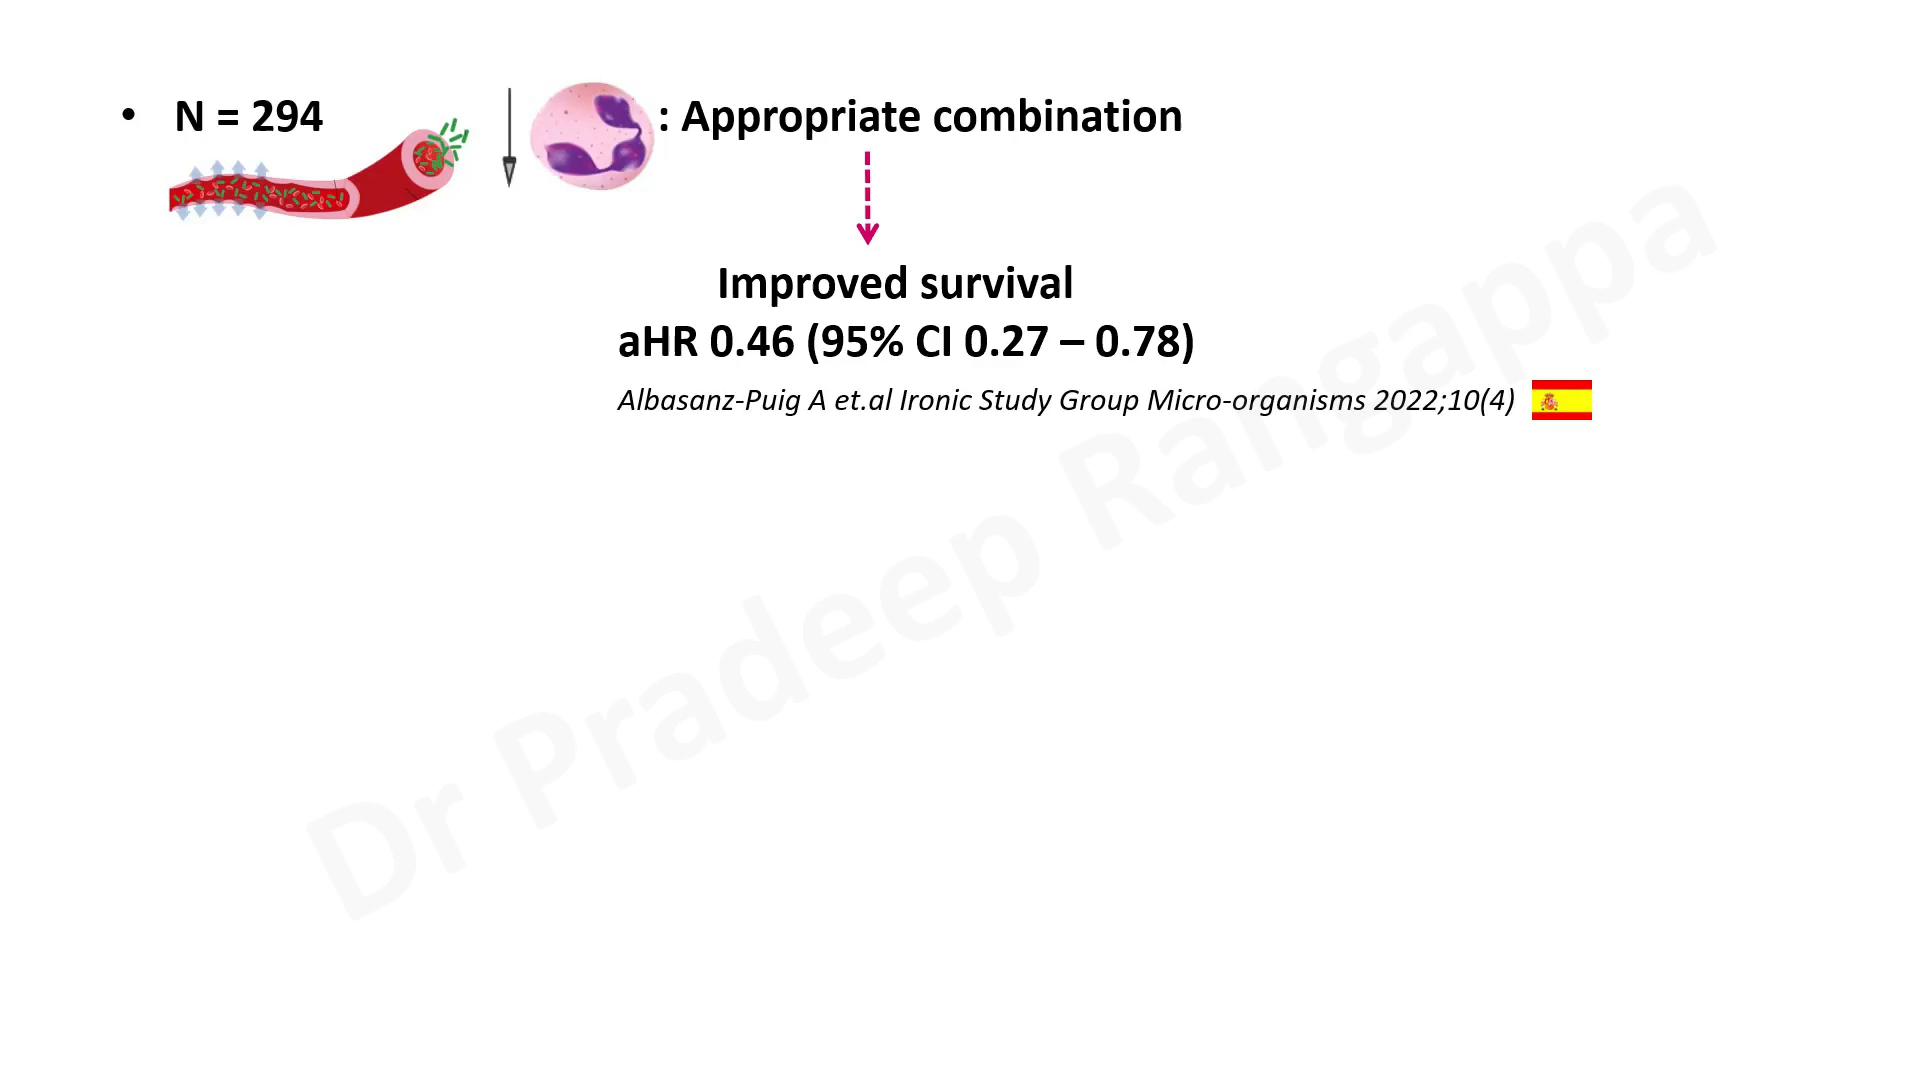 • N = 294 : Appropriate combination
Improved survival
aHR 0.46 (95% CI 0.27 – 0.78)
Albasanz-Puig A et.al Ironic Study Group Micro-organisms 2022;10(4)
Dr Pradeep Rangappa